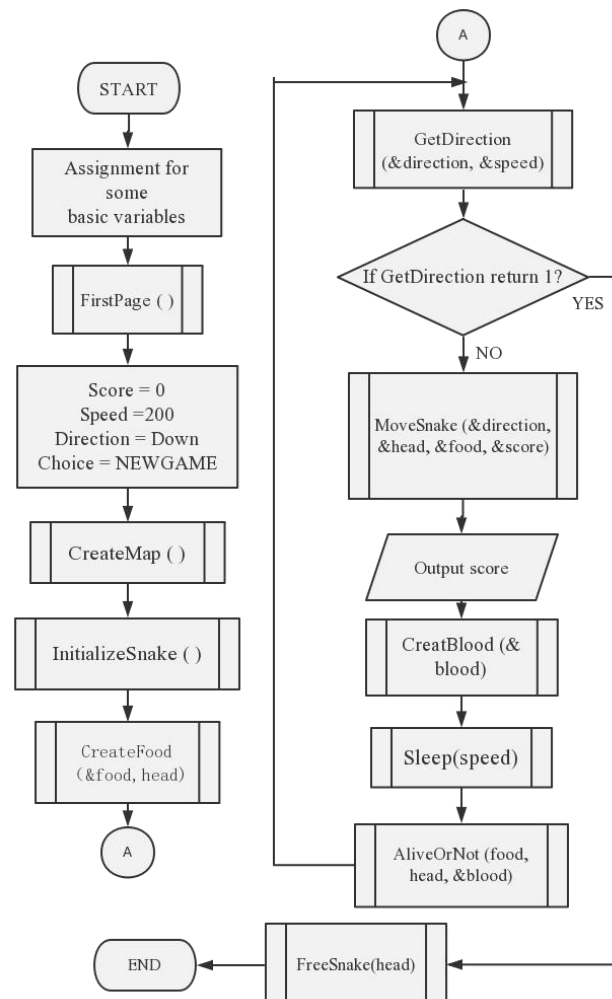 START
Assignment for
some
basic variables
FirstPage ( )
Score = 0
Speed =200
Direction = Down
Choice = NEWGAME
CreateMap ( )
InitializeSnake ( )
CreateFood
(&food, head)
A
A
GetDirection
(&direction, &speed)
If GetDirection return 1?
YES
NO
MoveSnake (&direction,
&head, &food, &score)
Output score
CreatBlood (&
blood)
Sleep(speed)
AliveOrNot (food,
head, &blood)
FreeSnake(head)
END